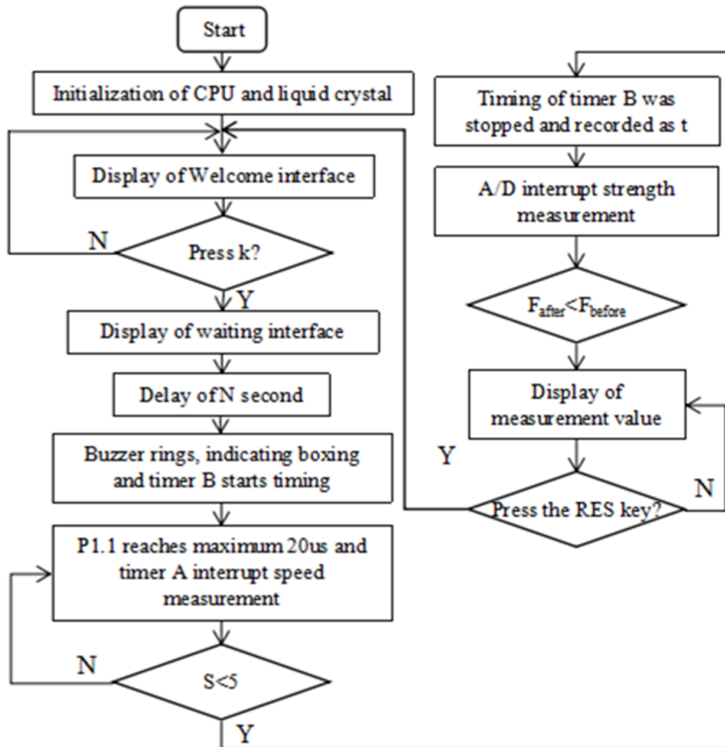 Start
Initialization of CPU and liquid crystal
Display of Welcome interface
N
Press k?
Y
Display of waiting interface
Delay of N second
Buzzer rings, indicating boxing
and timer B starts timing
P1.1 reaches maximum 20us and
timer A interrupt speed
measurement
N
S<5
Y
Timing of timer B was
stopped and recorded as t
A/D interrupt strength
measurement
Fafter<Fbefore
Display of
measurement value
Y
N
Press the RES key?